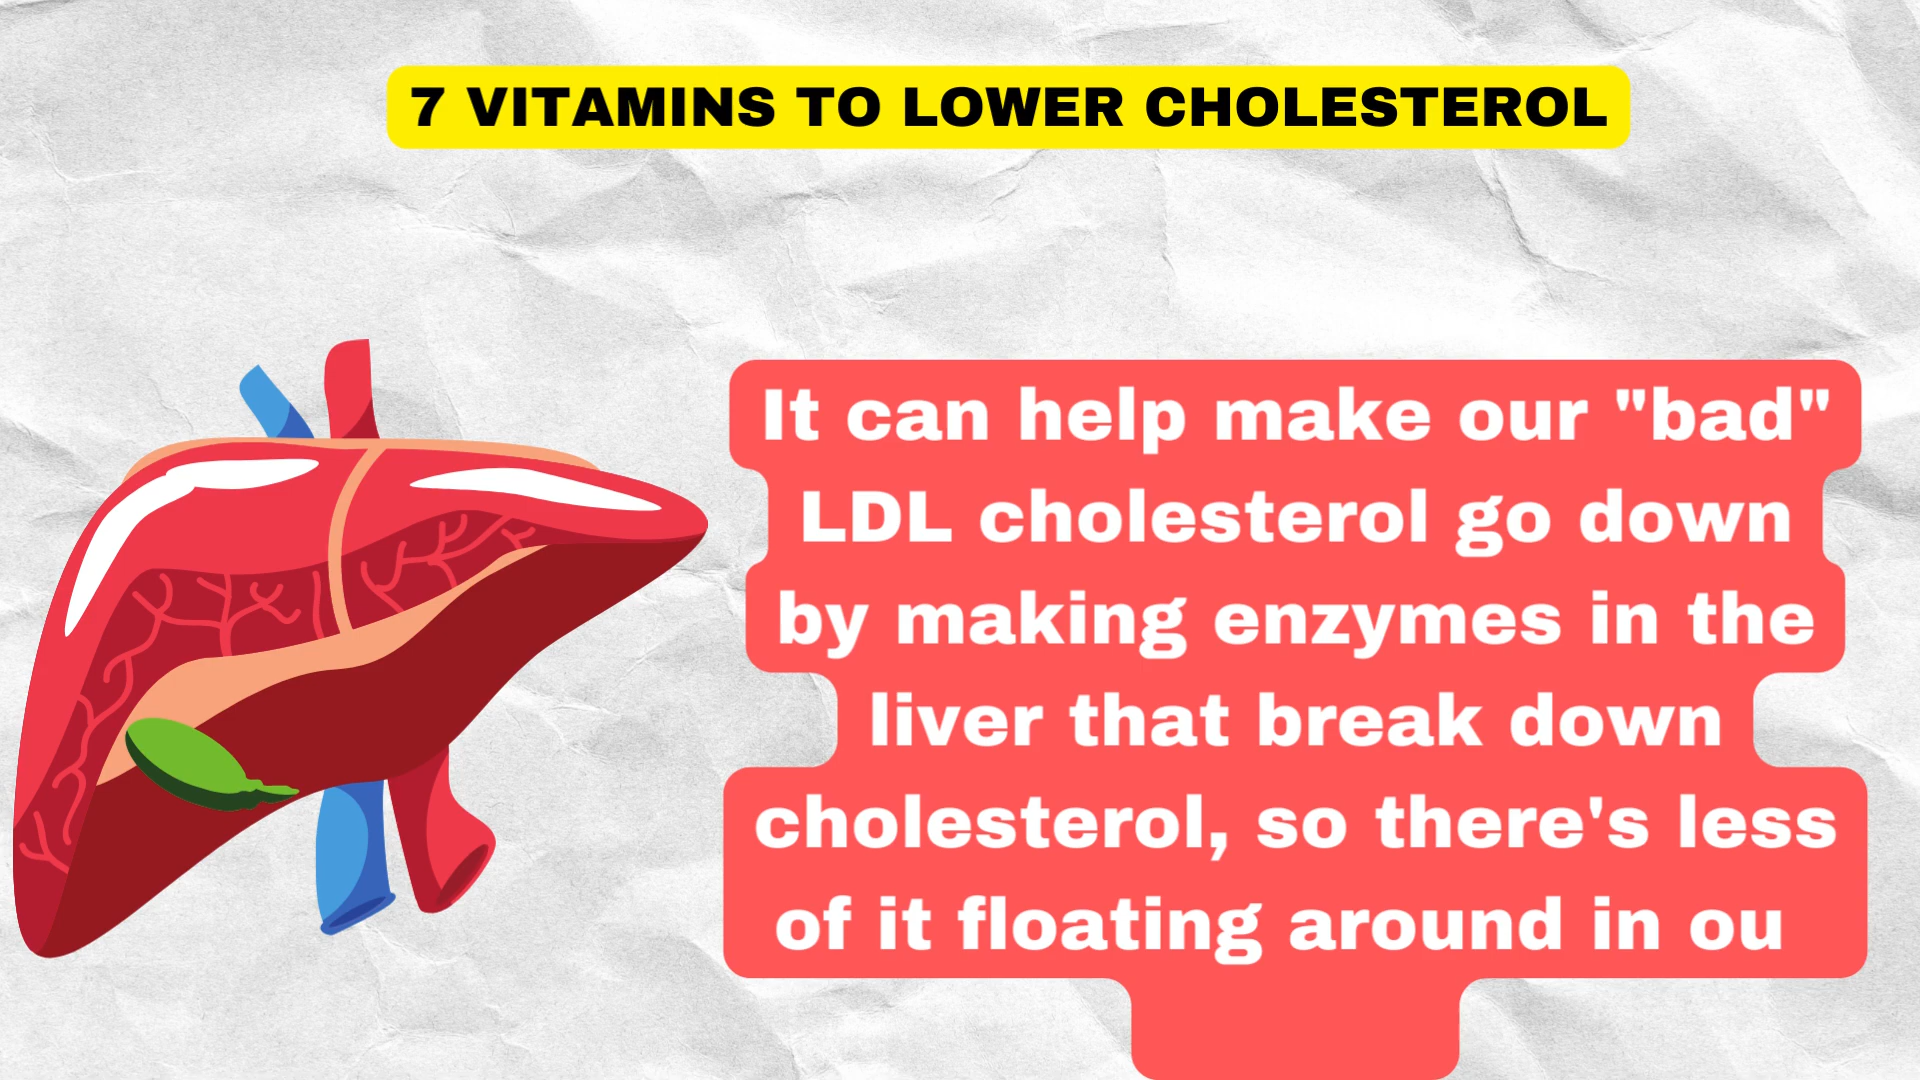 7 VITAMINS TO LOWER CHOLESTEROL
It can help make our "bad"
LDL cholesterol go down
by making enzymes in the
liver that break down
cholesterol, so there's less
of it floating around in ou